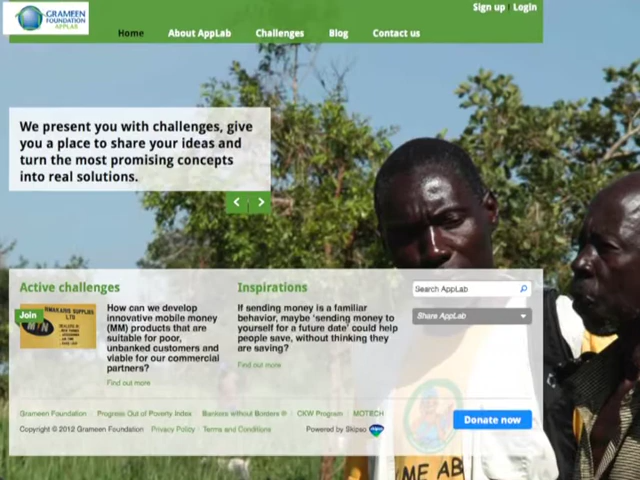 GRAMEEN
FOUNDATION
APPLAB
Sign up | Login
Home About AppLab Challenges Blog Contact us
We present you with challenges, give
you a place to share your ideas and
turn the most promising concepts
into real solutions.
Active challenges
Join
SUPPLIES
LTD
MTN
How can we develop
innovative mobile money
(MM) products that are
suitable for poor,
unbanked customers and
viable for our commercial
partners?
Find out more
Inspirations
If sending money is a familiar
behavior, maybe 'sending money to
yourself for a future date' could help
people save, without thinking they
are saving?
Find out more
Search AppLab
Share AppLab
Grameen Foundation | Progress Out of Poverty Index | Bankers without Borders ® | CKW Program | MOTECH
Copyright © 2012 Grameen Foundation Privacy Policy | Terms and Conditions Powered by Skipso
Donate now
ME AB